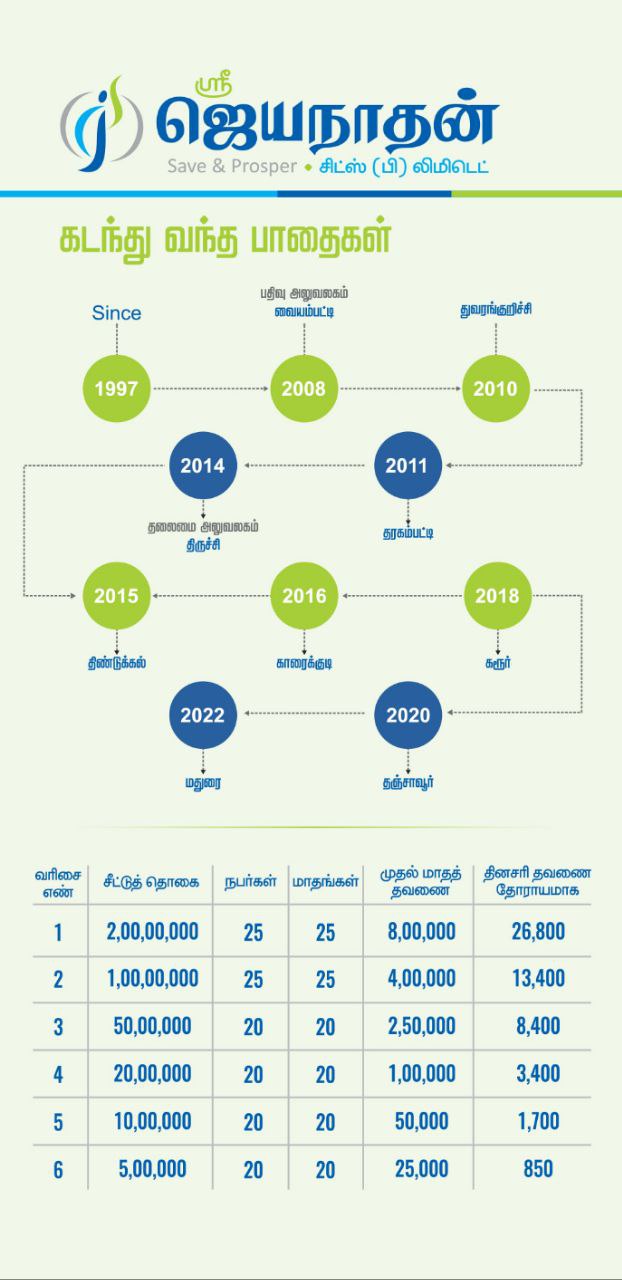 ஸ்ரீ
ஜெயநாதன்
Save & Prosper • சிட்ஸ் (பி) லிமிடெட்
கடந்து வந்த பாதைகள்
Since
பதிவு அலுவலகம்
வையம்பட்டி
துவரங்குறிச்சி
1997
2008
2010
2014
2011
தலைமை அலுவலகம்
திருச்சி
தரகம்பட்டி
2015
2016
2018
திண்டுக்கல்
காரைக்குடி
கரூர்
2022
2020
மதுரை
தஞ்சாவூர்
வரிசை எண் சீட்டுத் தொகை நபர்கள் மாதங்கள் முதல் மாதத் தவணை தினசரி தவணை தோராயமாக
1 2,00,00,000 25 25 8,00,000 26,800
2 1,00,00,000 25 25 4,00,000 13,400
3 50,00,000 20 20 2,50,000 8,400
4 20,00,000 20 20 1,00,000 3,400
5 10,00,000 20 20 50,000 1,700
6 5,00,000 20 20 25,000 850